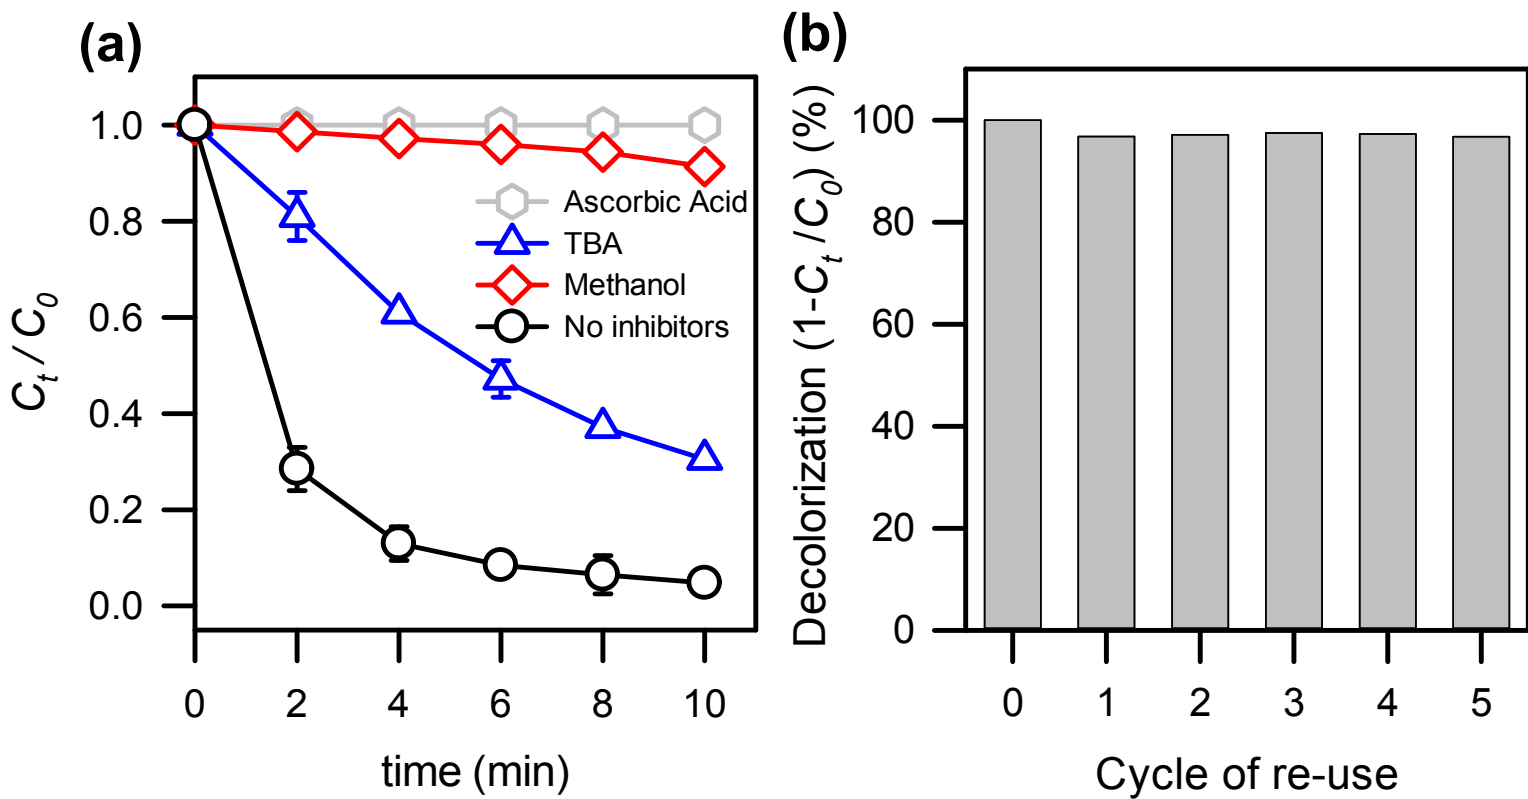 (a)
1.0
0.8
0.6
0.4
0.2
0.0
Ct / C0
Ascorbic Acid
TBA
Methanol
No inhibitors
0 2 4 6 8 10
time (min)
(b)
100
80
60
40
20
0
Decolorization (1-Ct /C0) (%)
0 1 2 3 4 5
Cycle of re-use